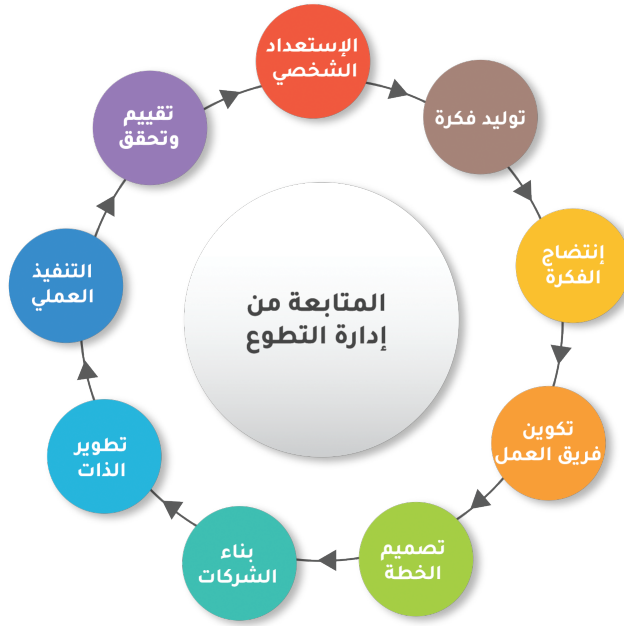 الإستعداد
الشخصي
توليد فكرة
إنتضاج
الفكرة
تكوين
فريق العمل
تصميم
الخطة
بناء
الشركات
تطوير
الذات
التنفيذ
العملي
تقييم
وتحقق
المتابعة من
إدارة التطوع